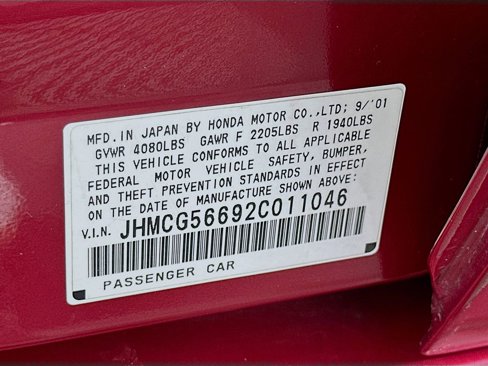 MFD. IN JAPAN BY HONDA MOTOR CO.,LTD; 9/'01
GVWR 4080LBS GAWR F 2205LBS R 1940LBS
THIS VEHICLE CONFORMS TO ALL APPLICABLE
FEDERAL MOTOR VEHICLE SAFETY, BUMPER,
AND THEFT PREVENTION STANDARDS IN EFFECT
ON THE DATE OF MANUFACTURE SHOWN ABOVE:
V.I.N. JHMCG56692C011046
PASSENGER CAR